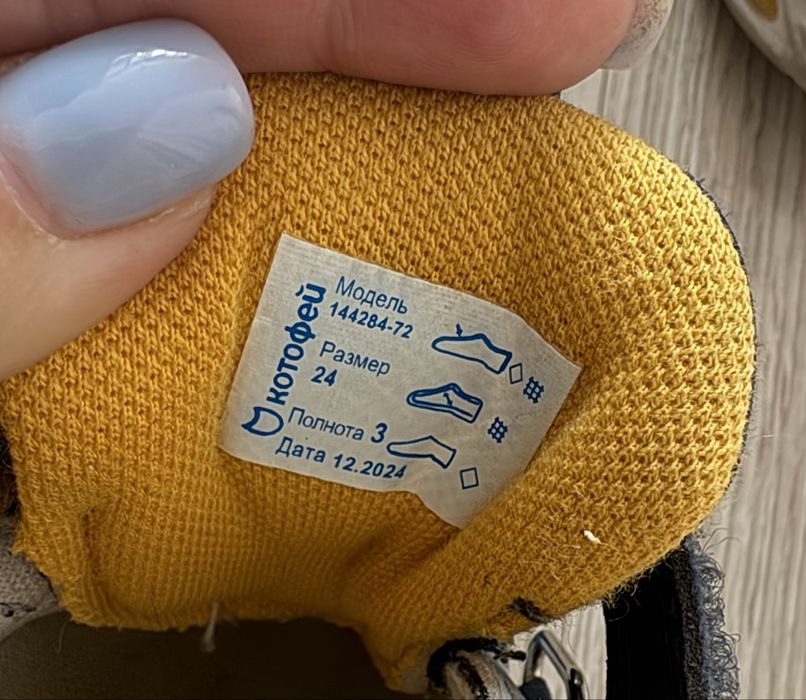 котофей
Модель
144284-72
Размер
24
Полнота 3
Дата 12.2024